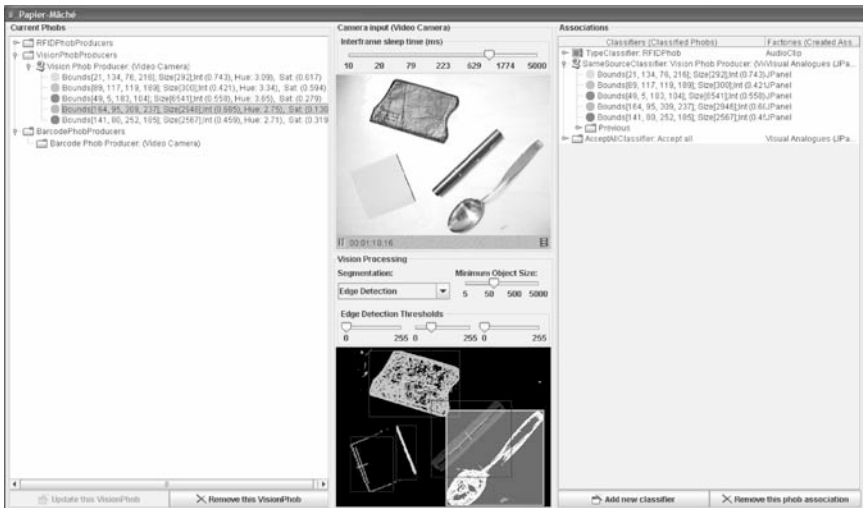 Papier-Mâché
Current Phobs
RFIDPhobProducers
VisionPhobProducers
Vision Phob Producer: (Video Camera)
Bounds[21, 134, 76, 216]; Size[292];Int (0.743), Hue: 3.09), Sat: (0.617)
Bounds[89, 117, 119, 189]; Size[300];Int (0.421), Hue: 3.34), Sat: (0.594)
Bounds[49, 5, 183, 104]; Size[6541];Int (0.558), Hue: 3.65), Sat: (0.279)
Bounds[164, 95, 309, 237]; Size[2946];Int (0.685), Hue: 2.75), Sat: (0.130
Bounds[141, 80, 252, 185]; Size[2567];Int (0.459), Hue: 2.71), Sat: (0.319
BarcodePhobProducers
Barcode Phob Producer: (Video Camera)
Update this VisionPhob
Remove this VisionPhob
Camera input (Video Camera)
Interframe sleep time (ms)
10 28 79 223 629 1774 5000
00:01:10.16
Vision Processing
Segmentation:
Edge Detection
Minimum Object Size:
5 50 500 5000
Edge Detection Thresholds
0 255 0 255 0 255
Associations
Classifiers (Classified Phobs) Factories (Created Ass...
TypeClassifier: RFIDPhob AudioClip
SameSourceClassifier: Vision Phob Producer: (Vi Visual Analogues (JPa...
Bounds[21, 134, 76, 216]; Size[292];Int (0.743 JPanel
Bounds[89, 117, 119, 189]; Size[300];Int (0.421 JPanel
Bounds[49, 5, 183, 104]; Size[6541];Int (0.558) JPanel
Bounds[164, 95, 309, 237]; Size[2946];Int (0.68 JPanel
Bounds[141, 80, 252, 185]; Size[2567];Int (0.45 JPanel
Previous
AcceptAllClassifier: Accept all Visual Analogues (JPa...
Add new classifier
Remove this phob association